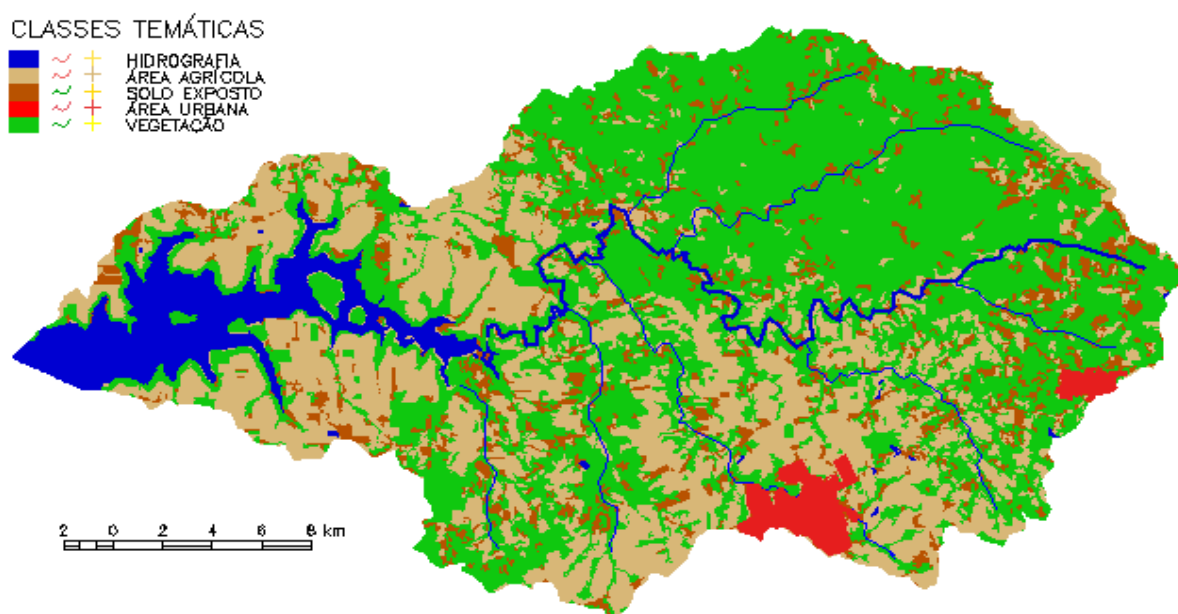 CLASSES TEMÁTICAS
HIDROGRAFIA
ÁREA AGRÍCOLA
SOLO EXPOSTO
ÁREA URBANA
VEGETAÇÃO
2 0 2 4 6 8 km